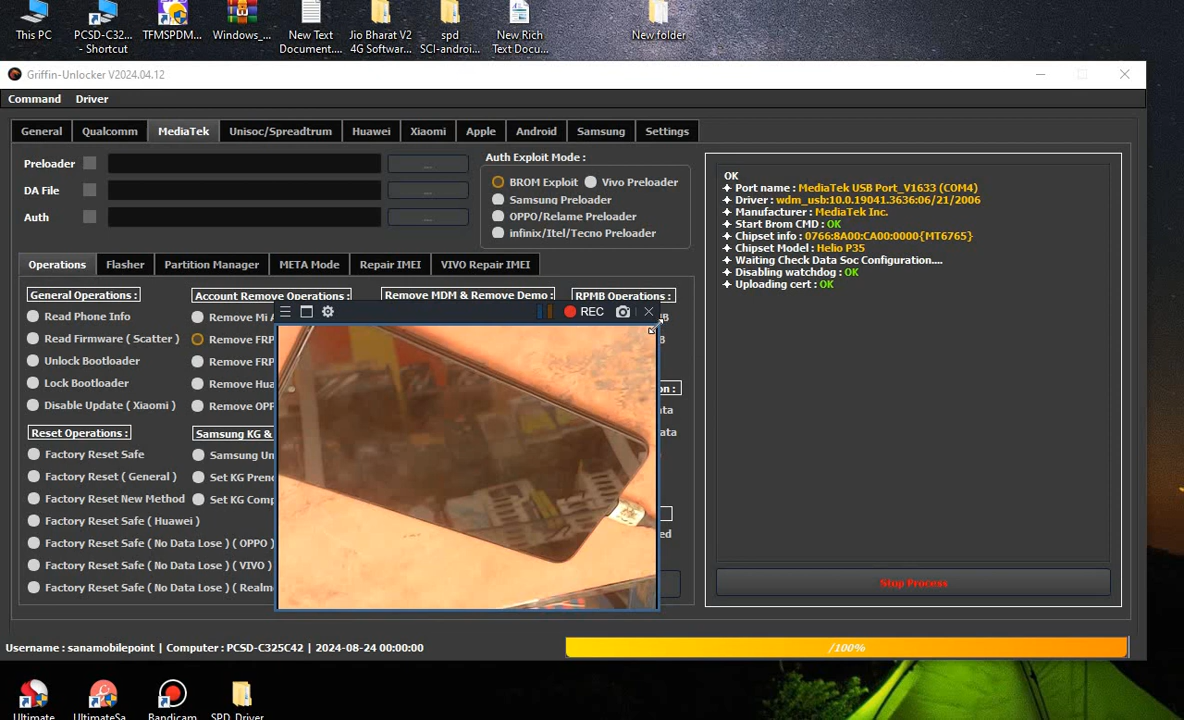 This PC
PCSD-C32...
- Shortcut
TFMSPDM...
Windows_...
New Text
Document....
Jio Bharat V2
4G Softwar...
spd
SCI-androi...
New Rich
Text Docu...
New folder
Griffin-Unlocker V2024.04.12
Command Driver
General Qualcomm MediaTek Unisoc/Spreadtrum Huawei Xiaomi Apple Android Samsung Settings
Preloader ...
DA File ...
Auth ...
Auth Exploit Mode :
BROM Exploit Vivo Preloader
Samsung Preloader
OPPO/Relame Preloader
infinix/Itel/Tecno Preloader
Operations Flasher Partition Manager META Mode Repair IMEI VIVO Repair IMEI
General Operations :
Read Phone Info
Read Firmware ( Scatter )
Unlock Bootloader
Lock Bootloader
Disable Update ( Xiaomi )
Reset Operations :
Factory Reset Safe
Factory Reset ( General )
Factory Reset New Method
Factory Reset Safe ( Huawei )
Factory Reset Safe ( No Data Lose ) ( OPPO )
Factory Reset Safe ( No Data Lose ) ( VIVO )
Factory Reset Safe ( No Data Lose ) ( Realm
Account Remove Operations :
Remove Mi A
Remove FRP
Remove FRP
Remove Hua
Remove OPP
Samsung KG &
Samsung Un
Set KG Pren
Set KG Comp
Remove MDM & Remove Demo :
RPMB Operations :
on :
ata
ata
ed
REC
OK
Port name : MediaTek USB Port_V1633 (COM4)
Driver : wdm_usb:10.0.19041.3636:06/21/2006
Manufacturer : MediaTek Inc.
Start Brom CMD : OK
Chipset info : 0766:8A00:CA00:0000{MT6765}
Chipset Model : Helio P35
Waiting Check Data Soc Configuration....
Disabling watchdog : OK
Uploading cert : OK
Stop Process
Username : sanamobilepoint | Computer : PCSD-C325C42 | 2024-08-24 00:00:00
/100%
Ultimate
UltimateSa
Bandicam
SPD_Driver